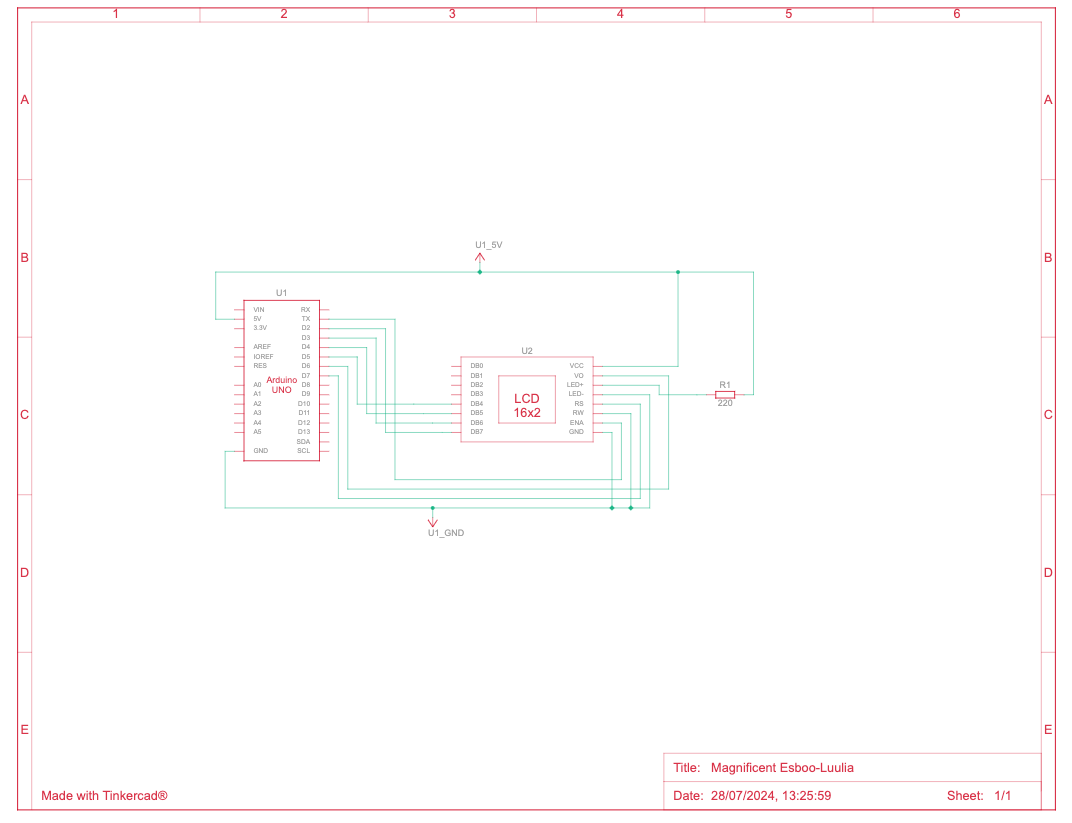 1 2 3 4 5 6
A A
U1_5V
B B
U1
VIN RX
5V TX
3.3V D2
D3
AREF D4
IOREF D5
RES D6
D7
A0 D8
A1 D9
A2 D10
A3 D11
A4 D12
A5 D13
SDA
GND SCL
Arduino
UNO
U2
DB0 VCC
DB1 VO
DB2 LED+
DB3 LED-
DB4 RS
DB5 RW
DB6 ENA
DB7 GND
LCD
16x2
R1
220
C C
U1_GND
D D
E E
Title: Magnificent Esboo-Luulia
Made with Tinkercad®
Date: 28/07/2024, 13:25:59 Sheet: 1/1